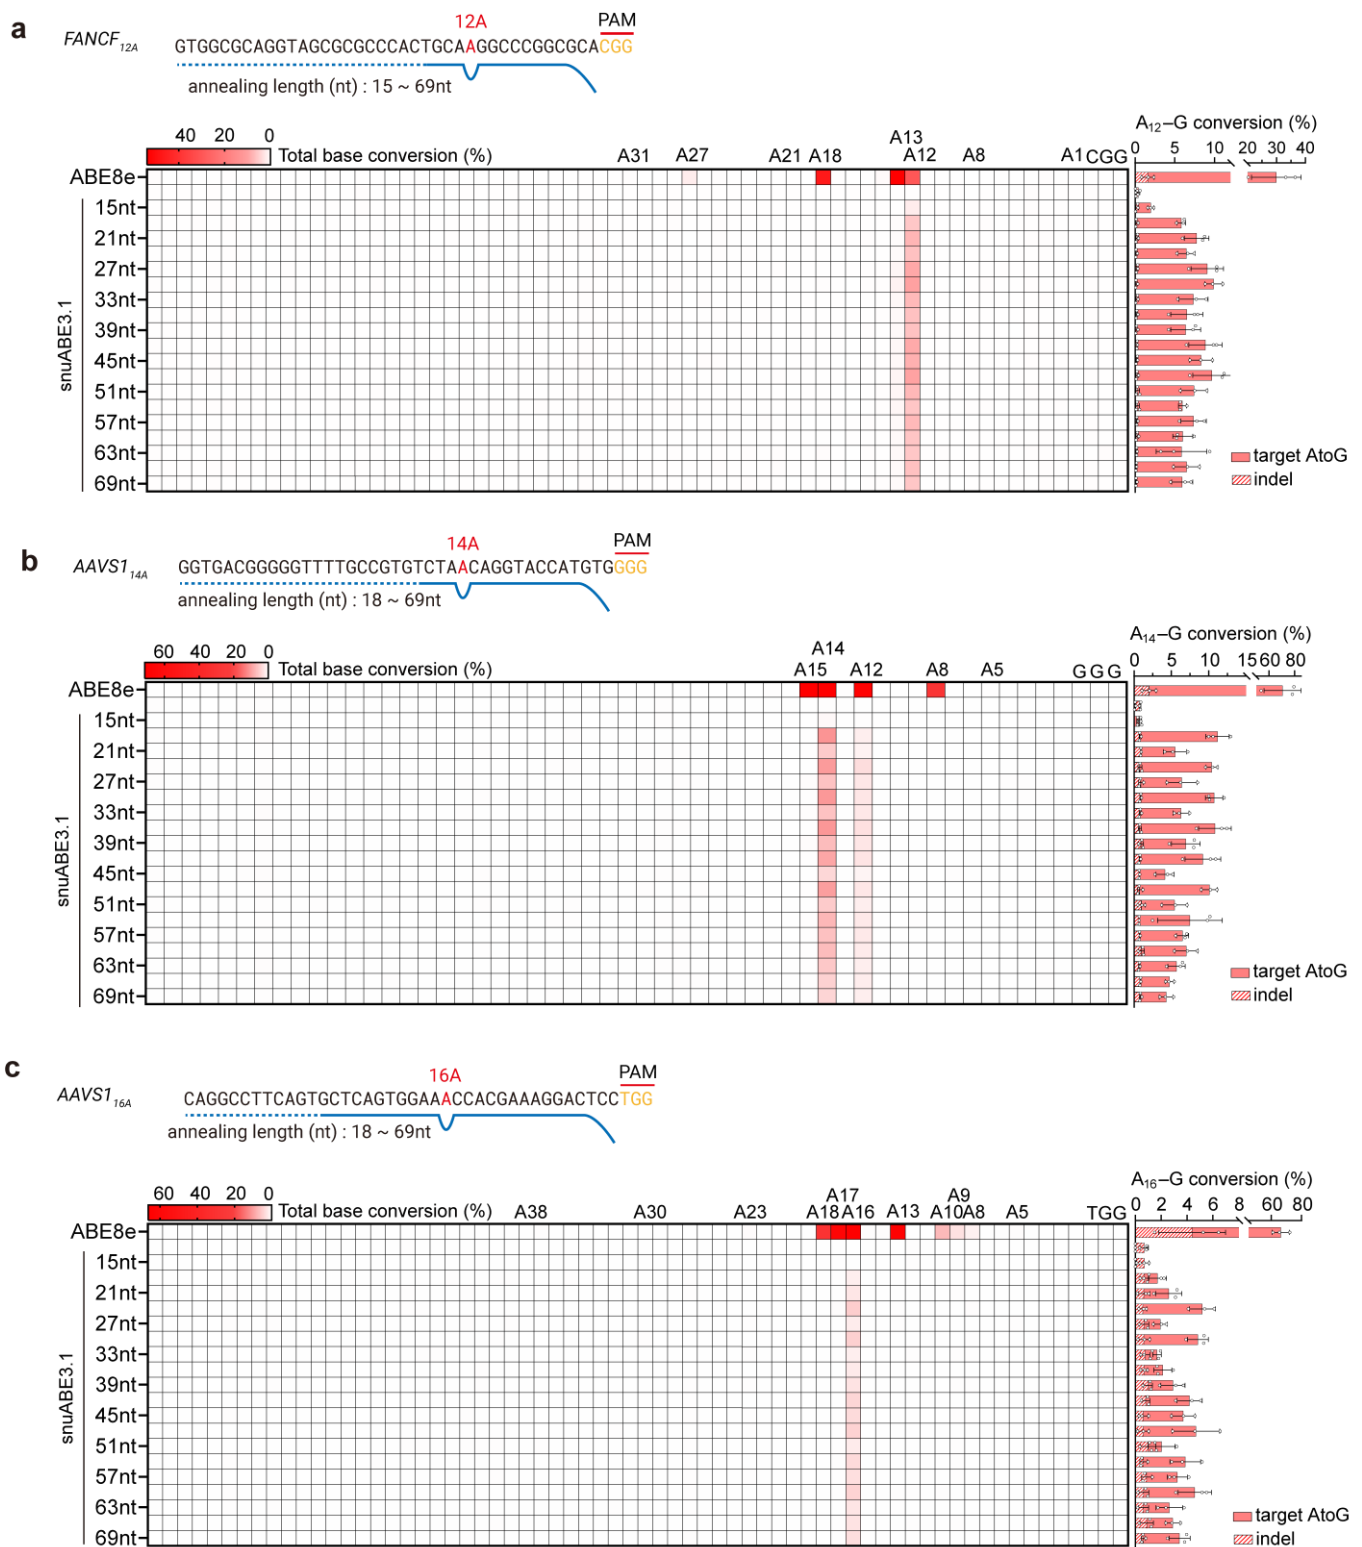 a
FANCF12A
12A
PAM
GTGGCGCAGGTAGCGCGCCCACTGCAAGGCCCGGCGCACGG
annealing length (nt) : 15 ~ 69nt
A12–G conversion (%)
40 20 0
Total base conversion (%)
A31 A27 A21 A18 A13 A12 A8 A1 CGG
0 5 10 20 30 40
ABE8e
snuABE3.1
15nt
21nt
27nt
33nt
39nt
45nt
51nt
57nt
63nt
69nt
target AtoG
indel
b
AAVS114A
14A
PAM
GGTGACGGGGGTTTTGCCGTGTCTAACAGGTACCATGTGGGG
annealing length (nt) : 18 ~ 69nt
A14–G conversion (%)
60 40 20 0
Total base conversion (%)
A15 A14 A12 A8 A5 G G G
0 5 10 15 60 80
ABE8e
snuABE3.1
15nt
21nt
27nt
33nt
39nt
45nt
51nt
57nt
63nt
69nt
target AtoG
indel
c
AAVS116A
16A
PAM
CAGGCCTTCAGTGCTCAGTGGAAACCACGAAAGGACTCCTGG
annealing length (nt) : 18 ~ 69nt
A16–G conversion (%)
60 40 20 0
Total base conversion (%)
A38 A30 A23 A18 A17 A16 A13 A10 A9 A8 A5 TGG
0 2 4 6 8 60 80
ABE8e
snuABE3.1
15nt
21nt
27nt
33nt
39nt
45nt
51nt
57nt
63nt
69nt
target AtoG
indel